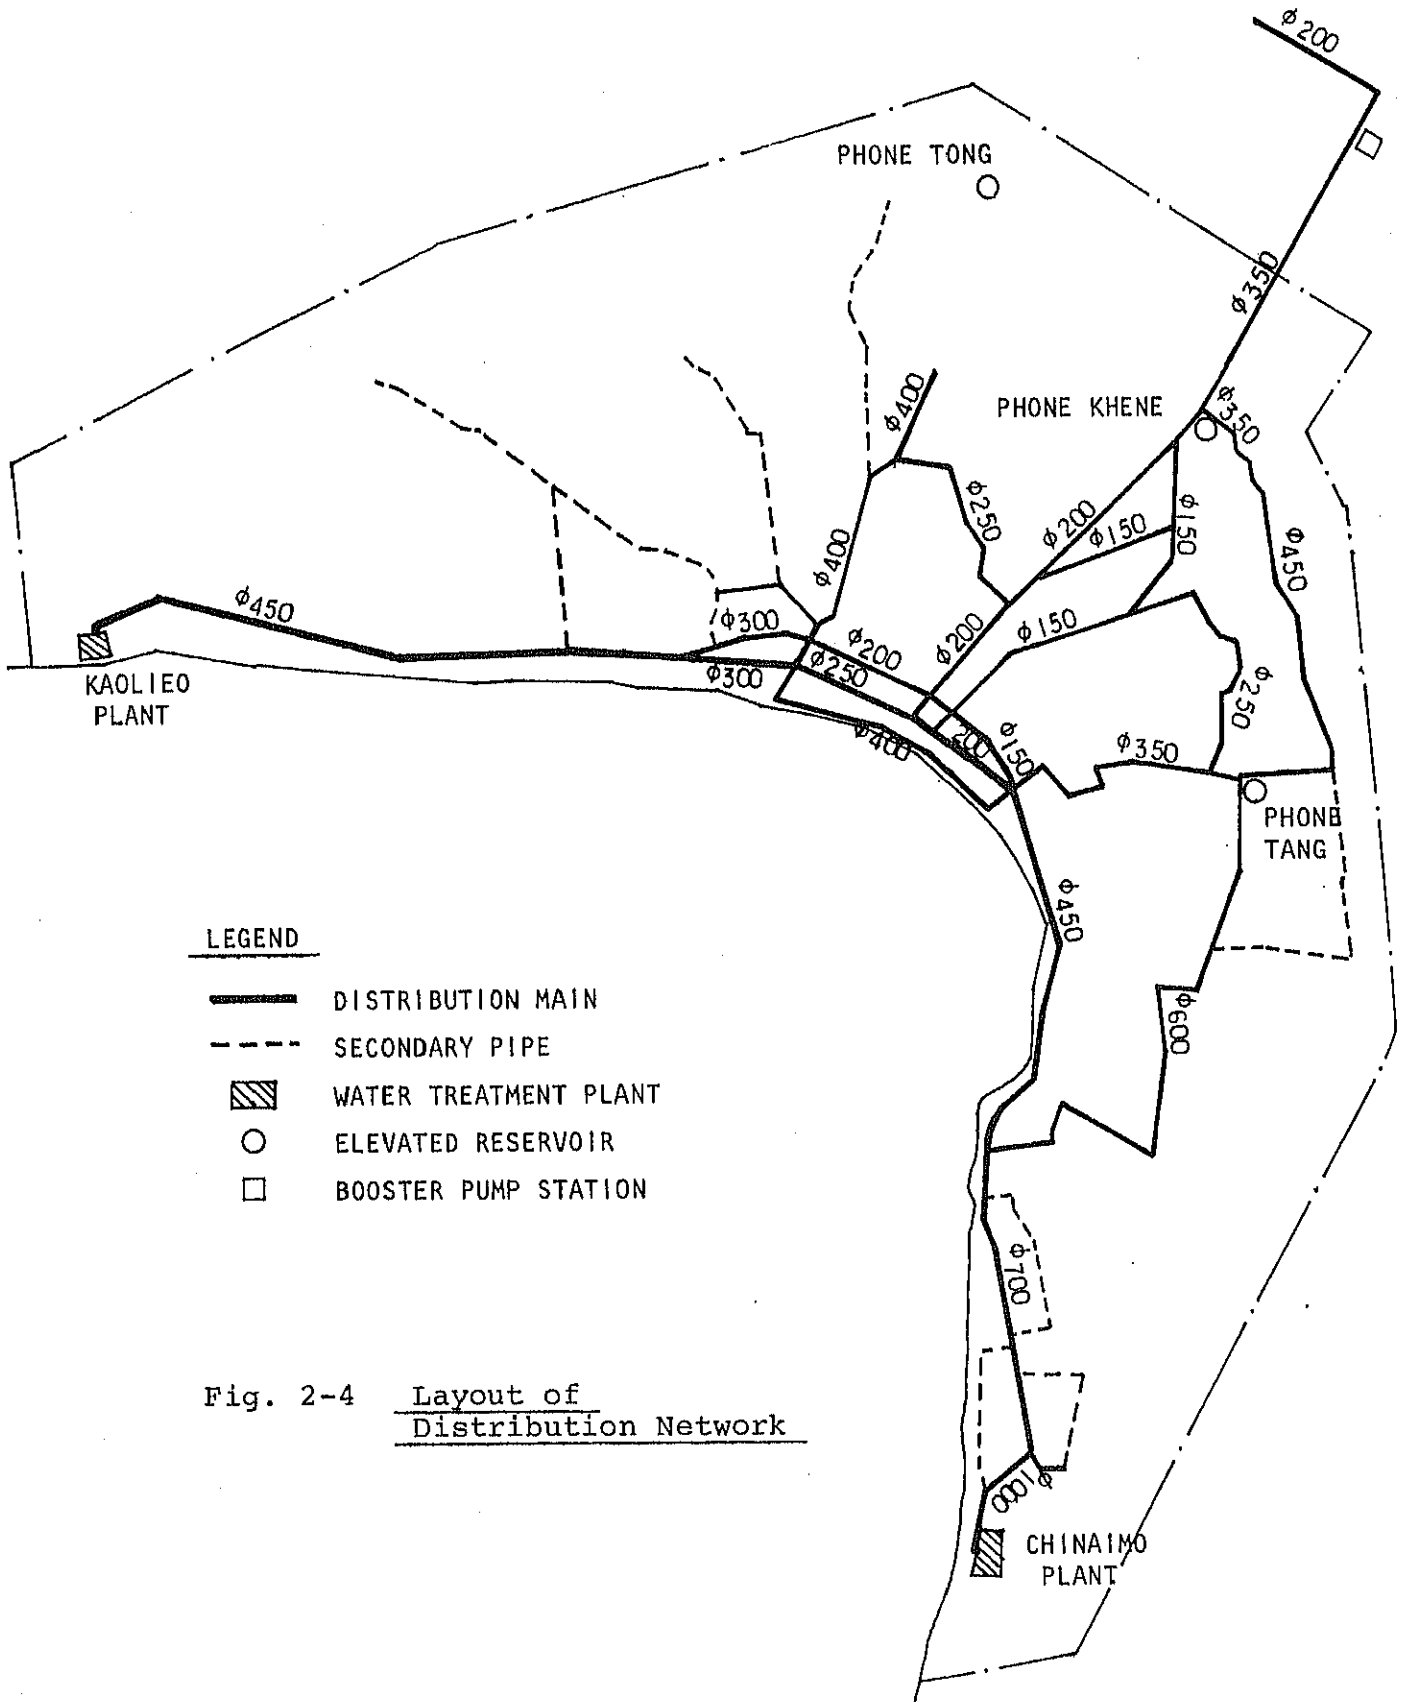 φ200
PHONE TONG
φ350
φ400
PHONE KHENE
φ350
φ250
φ200
φ150
φ150
φ400
φ450
φ450
φ300
φ200
φ200
φ150
KAOLIEO
PLANT
φ300
φ250
φ250
φ400
200
φ150
φ350
PHONE
TANG
φ450
LEGEND
DISTRIBUTION MAIN
SECONDARY PIPE
φ600
WATER TREATMENT PLANT
ELEVATED RESERVOIR
BOOSTER PUMP STATION
φ700
Fig. 2-4 Layout of
Distribution Network
φ1000
CHINAIMO
PLANT